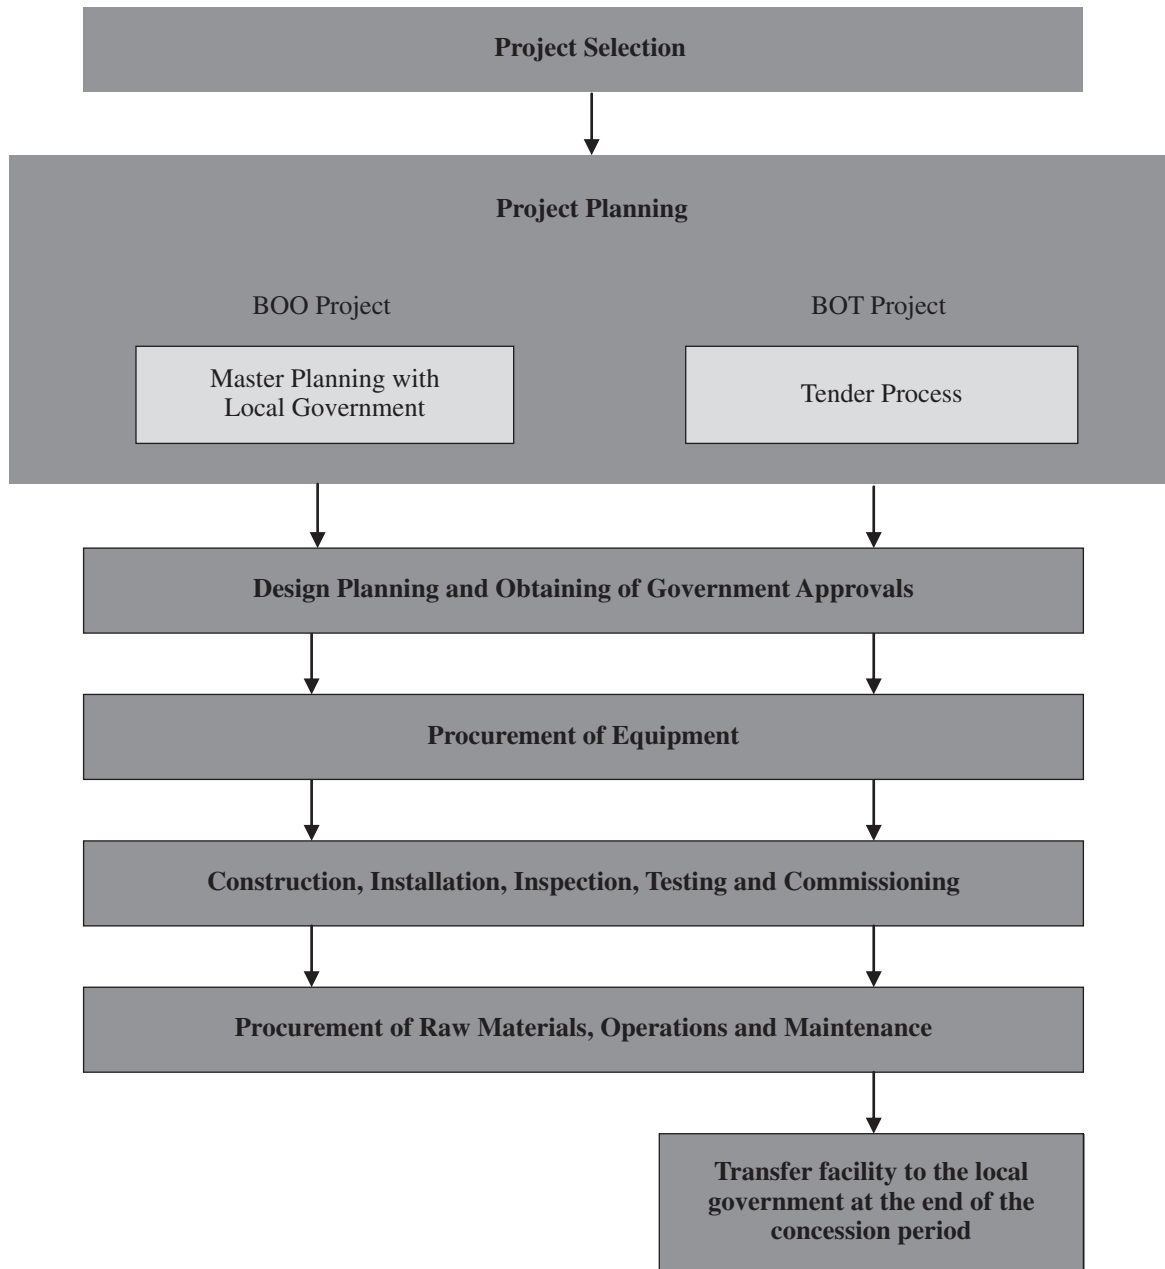 Project Selection
Project Planning
BOO Project
BOT Project
Master Planning with
Local Government
Tender Process
Design Planning and Obtaining of Government Approvals
Procurement of Equipment
Construction, Installation, Inspection, Testing and Commissioning
Procurement of Raw Materials, Operations and Maintenance
Transfer facility to the local
government at the end of the
concession period